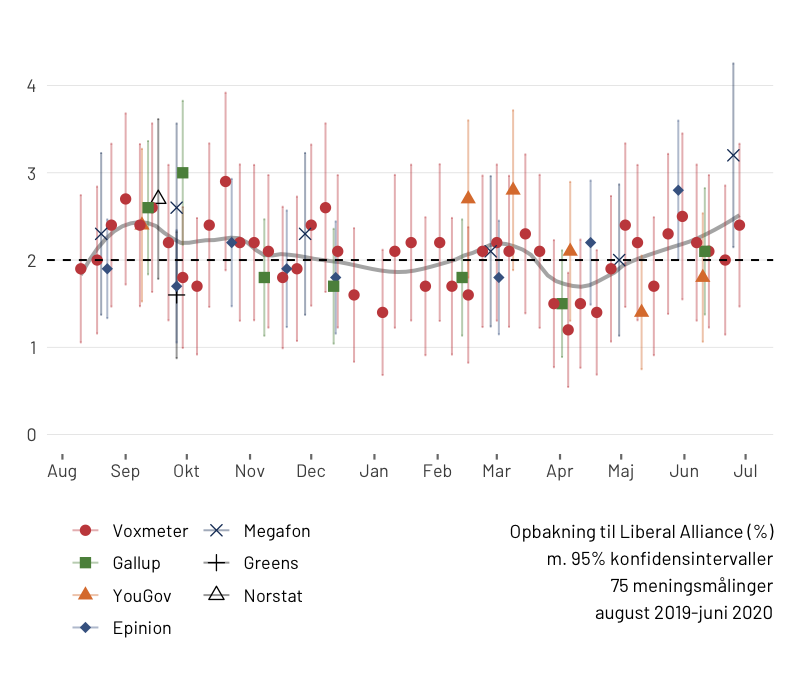 4
3
2
1
0
Aug Sep Okt Nov Dec Jan Feb Mar Apr Maj Jun Jul
Voxmeter Megafon
Gallup Greens
YouGov Norstat
Epinion
Opbakning til Liberal Alliance (%)
m. 95% konfidensintervaller
75 meningsmålinger
august 2019-juni 2020